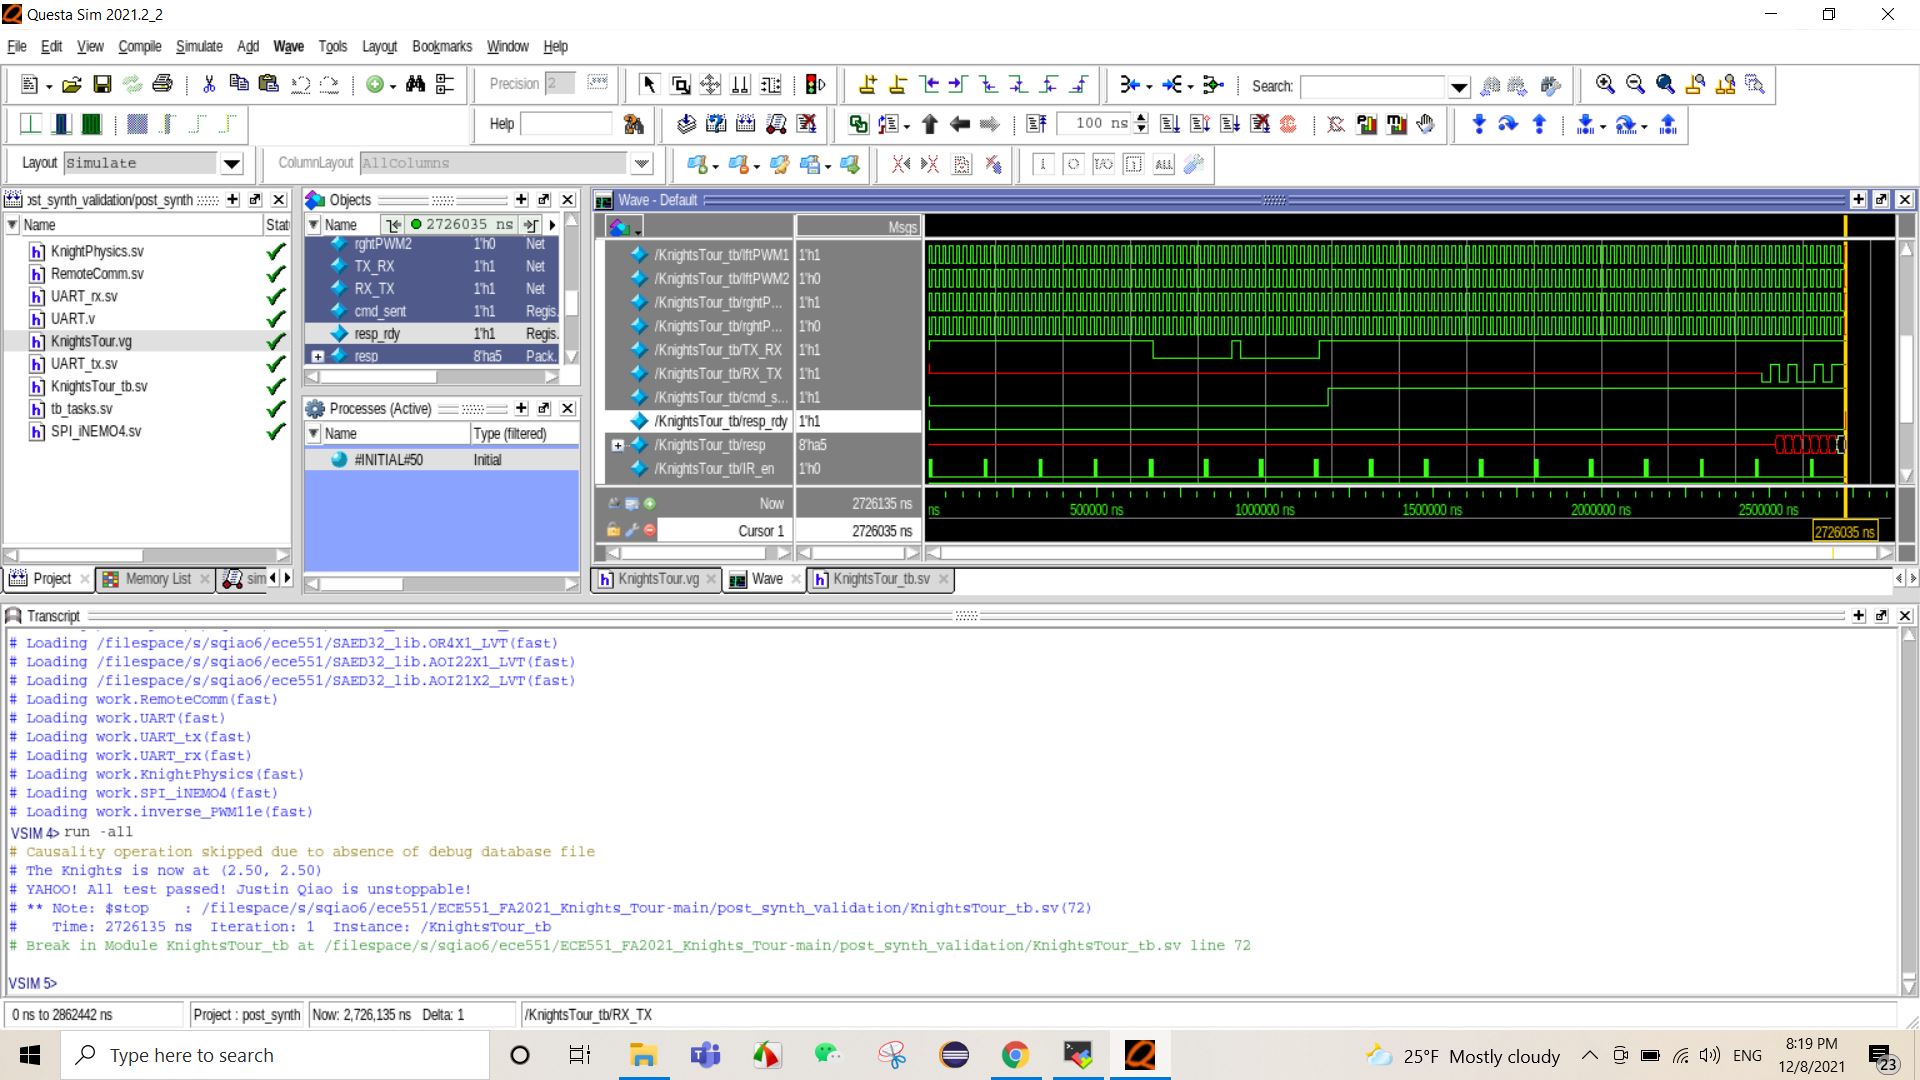 Questa Sim 2021.2_2
File Edit View Compile Simulate Add Wave Tools Layout Bookmarks Window Help
Precision 2
Search:
Help
100 ns
Layout Simulate
ColumnLayout AllColumns
ost_synth_validation/post_synth
Name Stat
KnightPhysics.sv
RemoteComm.sv
UART_rx.sv
UART.v
KnightsTour.vg
UART_tx.sv
KnightsTour_tb.sv
tb_tasks.sv
SPI_iNEMO4.sv
Project
Memory List
sim
Objects
Name 2726035 ns
rghtPWM2 1'h0 Net
TX_RX 1'h1 Net
RX_TX 1'h1 Net
cmd_sent 1'h1 Regis.
resp_rdy 1'h1 Regis.
resp 8'ha5 Pack.
Processes (Active)
Name Type (filtered)
#INITIAL#50 Initial
Wave - Default
Msgs
/KnightsTour_tb/lftPWM1 1'h1
/KnightsTour_tb/lftPWM2 1'h0
/KnightsTour_tb/rghtP... 1'h1
/KnightsTour_tb/rghtP... 1'h0
/KnightsTour_tb/TX_RX 1'h1
/KnightsTour_tb/RX_TX 1'h1
/KnightsTour_tb/cmd_s... 1'h1
/KnightsTour_tb/resp_rdy 1'h1
/KnightsTour_tb/resp 8'ha5
/KnightsTour_tb/IR_en 1'h0
Now 2726135 ns
ns 500000 ns 1000000 ns 1500000 ns 2000000 ns 2500000 ns
Cursor 1 2726035 ns
2726035 ns
KnightsTour.vg
Wave
KnightsTour_tb.sv
Transcript
# Loading /filespace/s/sqiao6/ece551/SAED32_lib.OR4X1_LVT(fast)
# Loading /filespace/s/sqiao6/ece551/SAED32_lib.AOI22X1_LVT(fast)
# Loading /filespace/s/sqiao6/ece551/SAED32_lib.AOI21X2_LVT(fast)
# Loading work.RemoteComm(fast)
# Loading work.UART(fast)
# Loading work.UART_tx(fast)
# Loading work.UART_rx(fast)
# Loading work.KnightPhysics(fast)
# Loading work.SPI_iNEMO4(fast)
# Loading work.inverse_PWM11e(fast)
VSIM 4> run -all
# Causality operation skipped due to absence of debug database file
# The Knights is now at (2.50, 2.50)
# YAHOO! All test passed! Justin Qiao is unstoppable!
# ** Note: $stop : /filespace/s/sqiao6/ece551/ECE551_FA2021_Knights_Tour-main/post_synth_validation/KnightsTour_tb.sv(72)
# Time: 2726135 ns Iteration: 1 Instance: /KnightsTour_tb
# Break in Module KnightsTour_tb at /filespace/s/sqiao6/ece551/ECE551_FA2021_Knights_Tour-main/post_synth_validation/KnightsTour_tb.sv line 72
VSIM 5>
0 ns to 2862442 ns
Project : post_synth
Now: 2,726,135 ns Delta: 1
/KnightsTour_tb/RX_TX
Type here to search
25°F Mostly cloudy
ENG
8:19 PM
12/8/2021
23